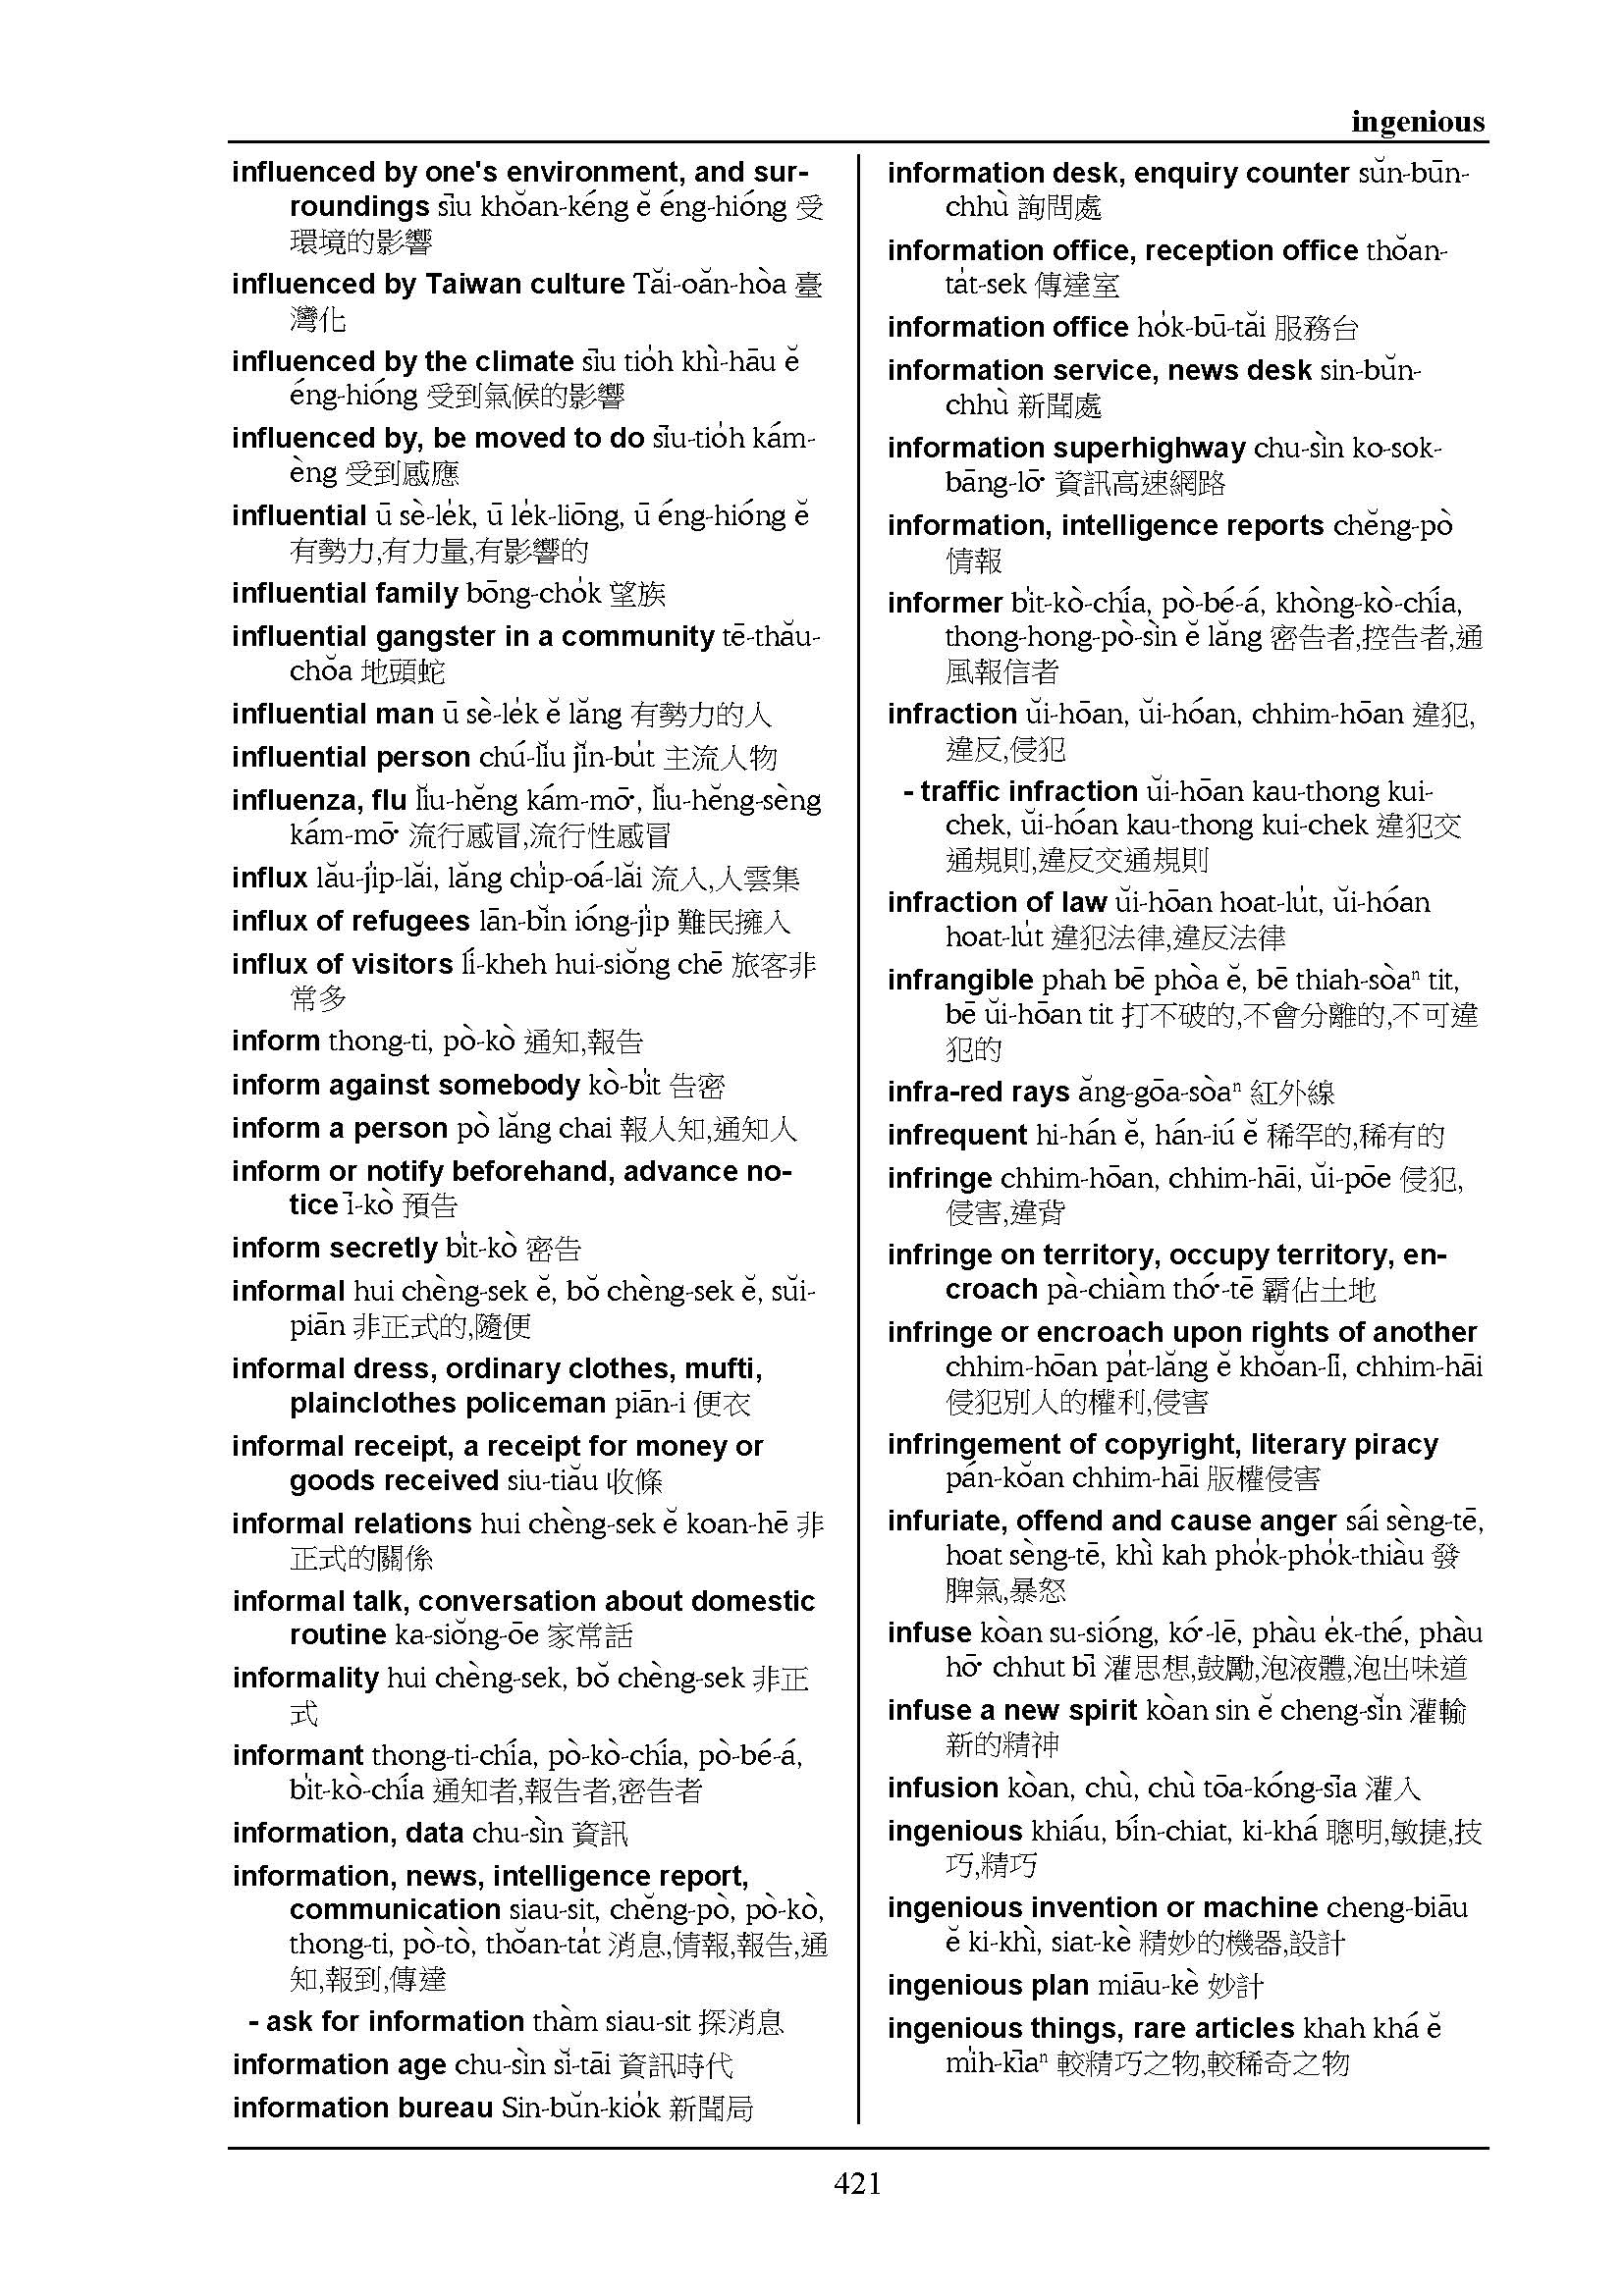 ingenious
influenced by one's environment, and sur-
roundings sīu khŏan-kéng ĕ éng-hióng 受
環境的影響
influenced by Taiwan culture Tăi-oăn-hòa 臺
灣化
influenced by the climate sīu tio̍h khì-hāu ĕ
éng-hióng 受到氣候的影響
influenced by, be moved to do sīu-tio̍h kám-
èng 受到感應
influential ū sè-le̍k, ū le̍k-liōng, ū éng-hióng ĕ
有勢力,有力量,有影響的
influential family bōng-cho̍k 望族
influential gangster in a community tē-thău-
chŏa 地頭蛇
influential man ū sè-le̍k ĕ lăng 有勢力的人
influential person chú-lĭu jĭn-bu̍t 主流人物
influenza, flu lĭu-hĕng kám-mō͘, lĭu-hĕng-sèng
kám-mō͘ 流行感冒,流行性感冒
influx lău-ji̍p-lăi, lăng chi̍p-oá-lăi 流入,人雲集
influx of refugees lān-bĭn ióng-ji̍p 難民擁入
influx of visitors lí-kheh hui-siŏng chē 旅客非
常多
inform thong-ti, pò-kò 通知,報告
inform against somebody kò-bi̍t 告密
inform a person pò lăng chai 報人知,通知人
inform or notify beforehand, advance no-
tice ī-kò 預告
inform secretly bi̍t-kò 密告
informal hui chèng-sek ĕ, bŏ chèng-sek ĕ, sŭi-
piān 非正式的,隨便
informal dress, ordinary clothes, mufti,
plainclothes policeman piān-i 便衣
informal receipt, a receipt for money or
goods received siu-tiău 收條
informal relations hui chèng-sek ĕ koan-hē 非
正式的關係
informal talk, conversation about domestic
routine ka-siŏng-ōe 家常話
informality hui chèng-sek, bŏ chèng-sek 非正
式
informant thong-ti-chía, pò-kò-chía, pò-bé-á,
bi̍t-kò-chía 通知者,報告者,密告者
information, data chu-sìn 資訊
information, news, intelligence report,
communication siau-sit, chĕng-pò, pò-kò,
thong-ti, pò-tò, thŏan-ta̍t 消息,情報,報告,通
知,報到,傳達
- ask for information thàm siau-sit 探消息
information age chu-sìn sĭ-tāi 資訊時代
information bureau Sin-bŭn-kio̍k 新聞局
information desk, enquiry counter sŭn-būn-
chhù 詢問處
information office, reception office thŏan-
ta̍t-sek 傳達室
information office ho̍k-bū-tăi 服務台
information service, news desk sin-bŭn-
chhù 新聞處
information superhighway chu-sìn ko-sok-
bāng-lō͘ 資訊高速網路
information, intelligence reports chĕng-pò
情報
informer bi̍t-kò-chía, pò-bé-á, khòng-kò-chía,
thong-hong-pò-sìn ĕ lăng 密告者,控告者,通
風報信者
infraction ŭi-hōan, ŭi-hóan, chhim-hōan 違犯,
違反,侵犯
- traffic infraction ŭi-hōan kau-thong kui-
chek, ŭi-hóan kau-thong kui-chek 違犯交
通規則,違反交通規則
infraction of law ŭi-hōan hoat-lu̍t, ŭi-hóan
hoat-lu̍t 違犯法律,違反法律
infrangible phah bē phòa ĕ, bē thiah-sòaⁿ tit,
bē ŭi-hōan tit 打不破的,不會分離的,不可違
犯的
infra-red rays ăng-gōa-sòaⁿ 紅外線
infrequent hi-hán ĕ, hán-iú ĕ 稀罕的,稀有的
infringe chhim-hōan, chhim-hāi, ŭi-pōe 侵犯,
侵害,違背
infringe on territory, occupy territory, en-
croach pà-chiàm thó͘-tē 霸佔土地
infringe or encroach upon rights of another
chhim-hōan pa̍t-lăng ĕ khŏan-lī, chhim-hāi
侵犯別人的權利,侵害
infringement of copyright, literary piracy
pán-kŏan chhim-hāi 版權侵害
infuriate, offend and cause anger sái sèng-tē,
hoat sèng-tē, khì kah pho̍k-pho̍k-thiàu 發
脾氣,暴怒
infuse kòan su-sióng, kó͘-lē, phàu e̍k-thé, phàu
hō͘ chhut bī 灌思想,鼓勵,泡液體,泡出味道
infuse a new spirit kòan sin ĕ cheng-sĭn 灌輸
新的精神
infusion kòan, chù, chù tōa-kóng-sīa 灌入
ingenious khiáu, bín-chiat, ki-khá 聰明,敏捷,技
巧,精巧
ingenious invention or machine cheng-biāu
ĕ ki-khì, siat-kè 精妙的機器,設計
ingenious plan miāu-kè 妙計
ingenious things, rare articles khah khá ĕ
mi̍h-kīaⁿ 較精巧之物,較稀奇之物
421